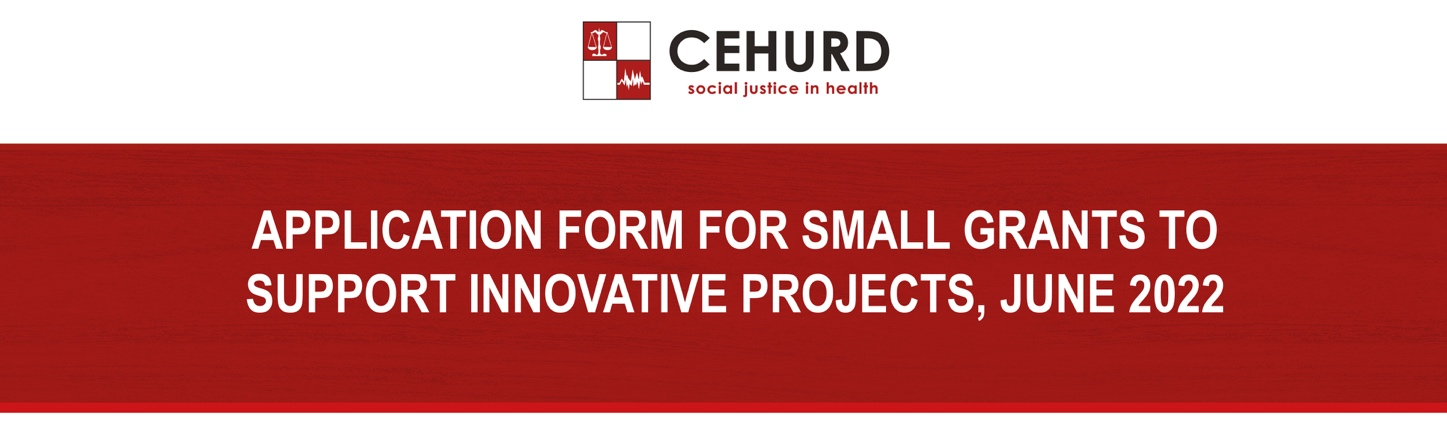 CEHURD
social justice in health
APPLICATION FORM FOR SMALL GRANTS TO
SUPPORT INNOVATIVE PROJECTS, JUNE 2022